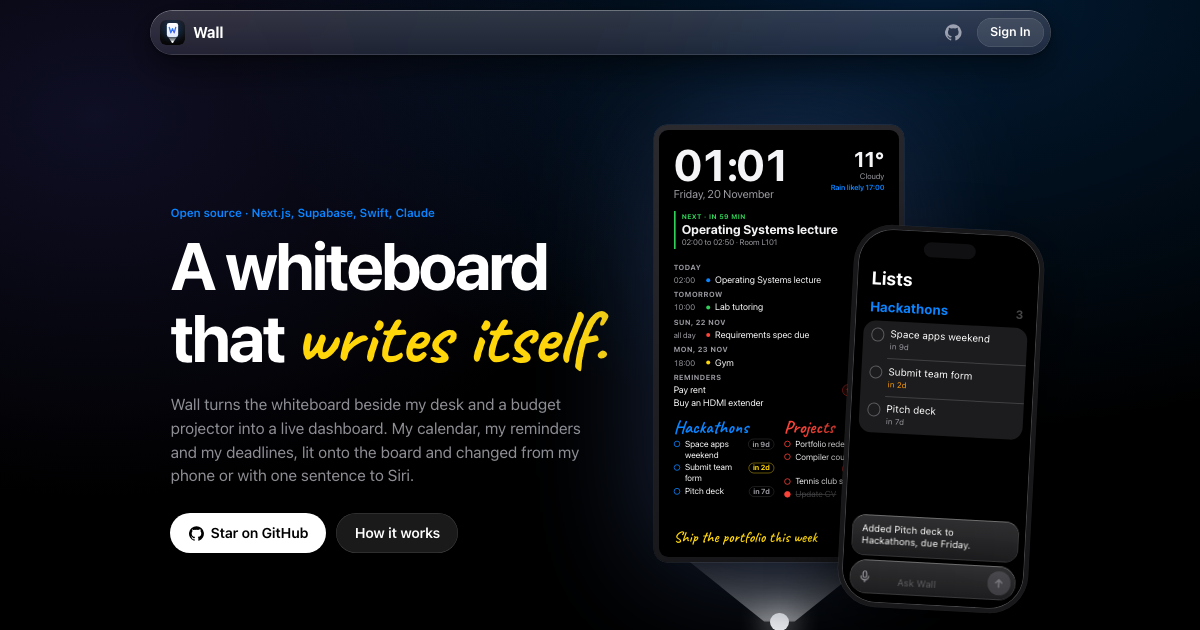 W
Wall
Sign In
Open source · Next.js, Supabase, Swift, Claude
A whiteboard
that writes itself.
Wall turns the whiteboard beside my desk and a budget
projector into a live dashboard. My calendar, my reminders
and my deadlines, lit onto the board and changed from my
phone or with one sentence to Siri.
Star on GitHub
How it works
01:01
Friday, 20 November
11°
Cloudy
Rain likely 17:00
NEXT · IN 59 MIN
Operating Systems lecture
02:00 to 02:50 · Room L101
TODAY
02:00 Operating Systems lecture
TOMORROW
10:00 Lab tutoring
SUN, 22 NOV
all day Requirements spec due
MON, 23 NOV
18:00 Gym
REMINDERS
Pay rent
Buy an HDMI extender
Hackathons
Space apps weekend in 9d
Submit team form in 2d
Pitch deck in 7d
Projects
Portfolio
Compiler
Tennis club
Update CV
Ship the portfolio this week
Lists
Hackathons 3
Space apps weekend
in 9d
Submit team form
in 2d
Pitch deck
in 7d
Added Pitch deck to
Hackathons, due Friday.
Ask Wall